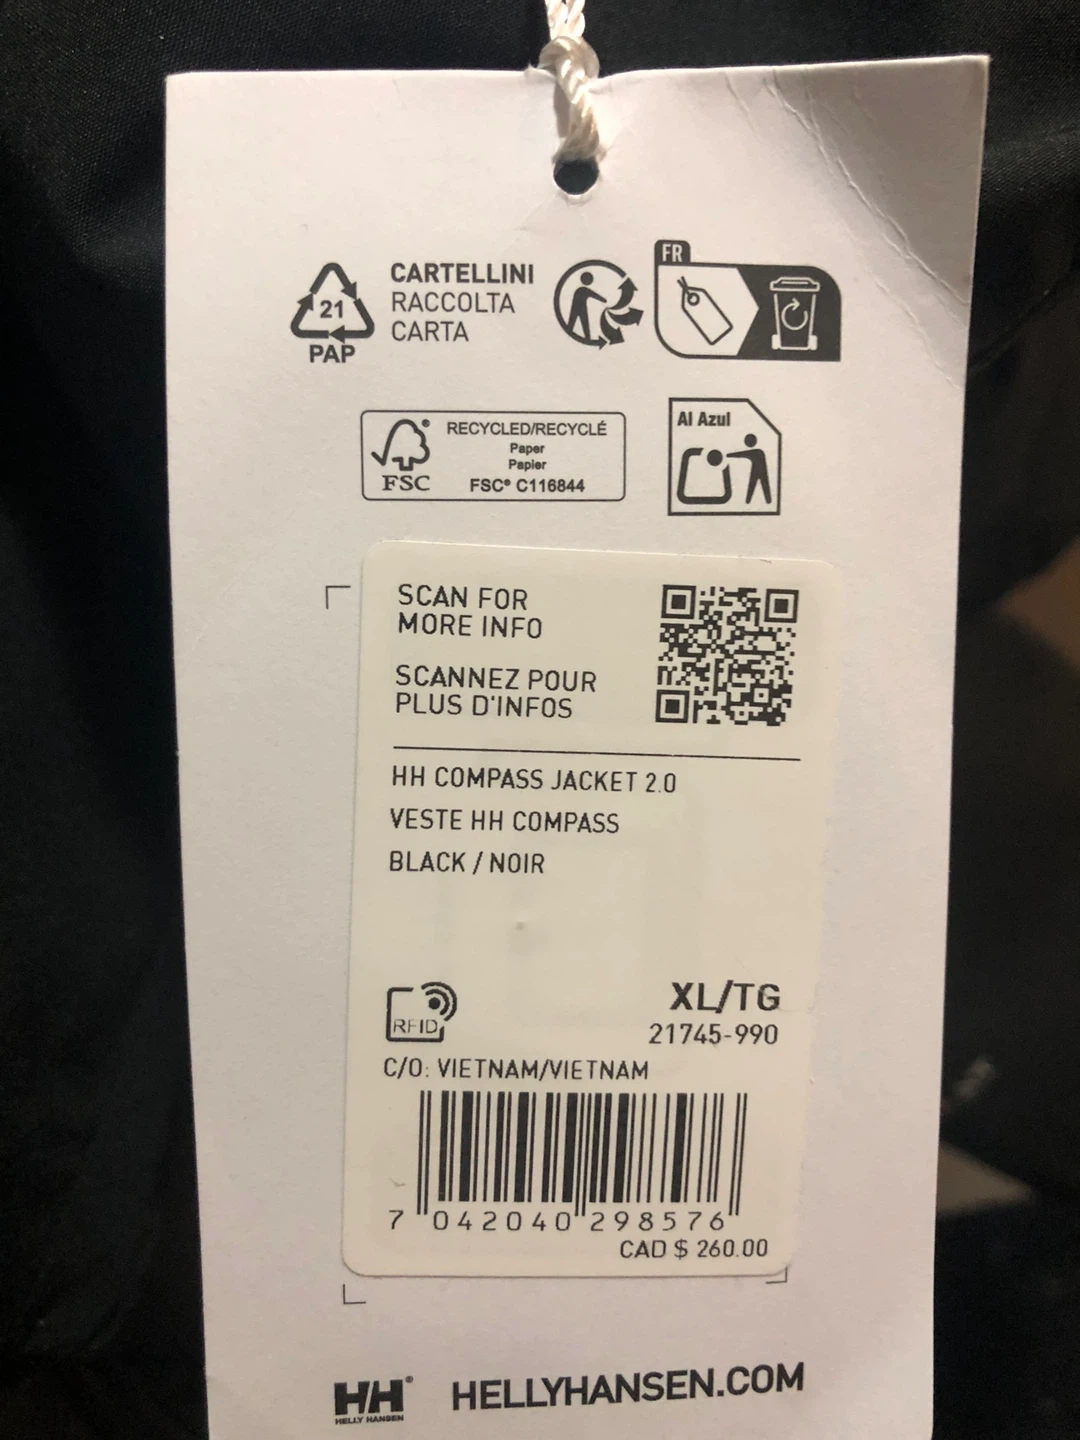 21
PAP
CARTELLINI
RACCOLTA
CARTA
FR
FSC
RECYCLED/RECYCLÉ
Paper
Papier
FSC® C116844
Al Azul
SCAN FOR
MORE INFO
SCANNEZ POUR
PLUS D'INFOS
HH COMPASS JACKET 2.0
VESTE HH COMPASS
BLACK / NOIR
RFID
XL/TG
21745-990
C/O: VIETNAM/VIETNAM
7 042040 298576
CAD $ 260.00
HH®
HELLY HANSEN
HELLYHANSEN.COM